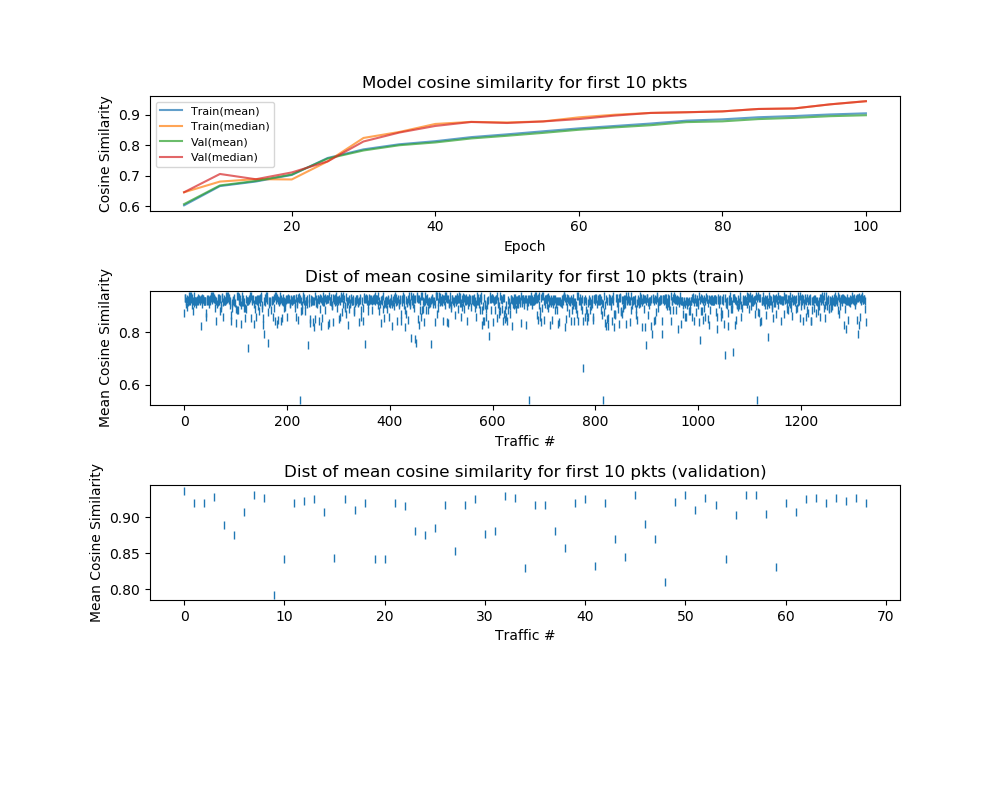 Model cosine similarity for first 10 pkts
Cosine Similarity
0.9
0.8
0.7
0.6
Train(mean)
Train(median)
Val(mean)
Val(median)
20 40 60 80 100
Epoch
Dist of mean cosine similarity for first 10 pkts (train)
Mean Cosine Similarity
0.8
0.6
0 200 400 600 800 1000 1200
Traffic #
Dist of mean cosine similarity for first 10 pkts (validation)
Mean Cosine Similarity
0.90
0.85
0.80
0 10 20 30 40 50 60 70
Traffic #